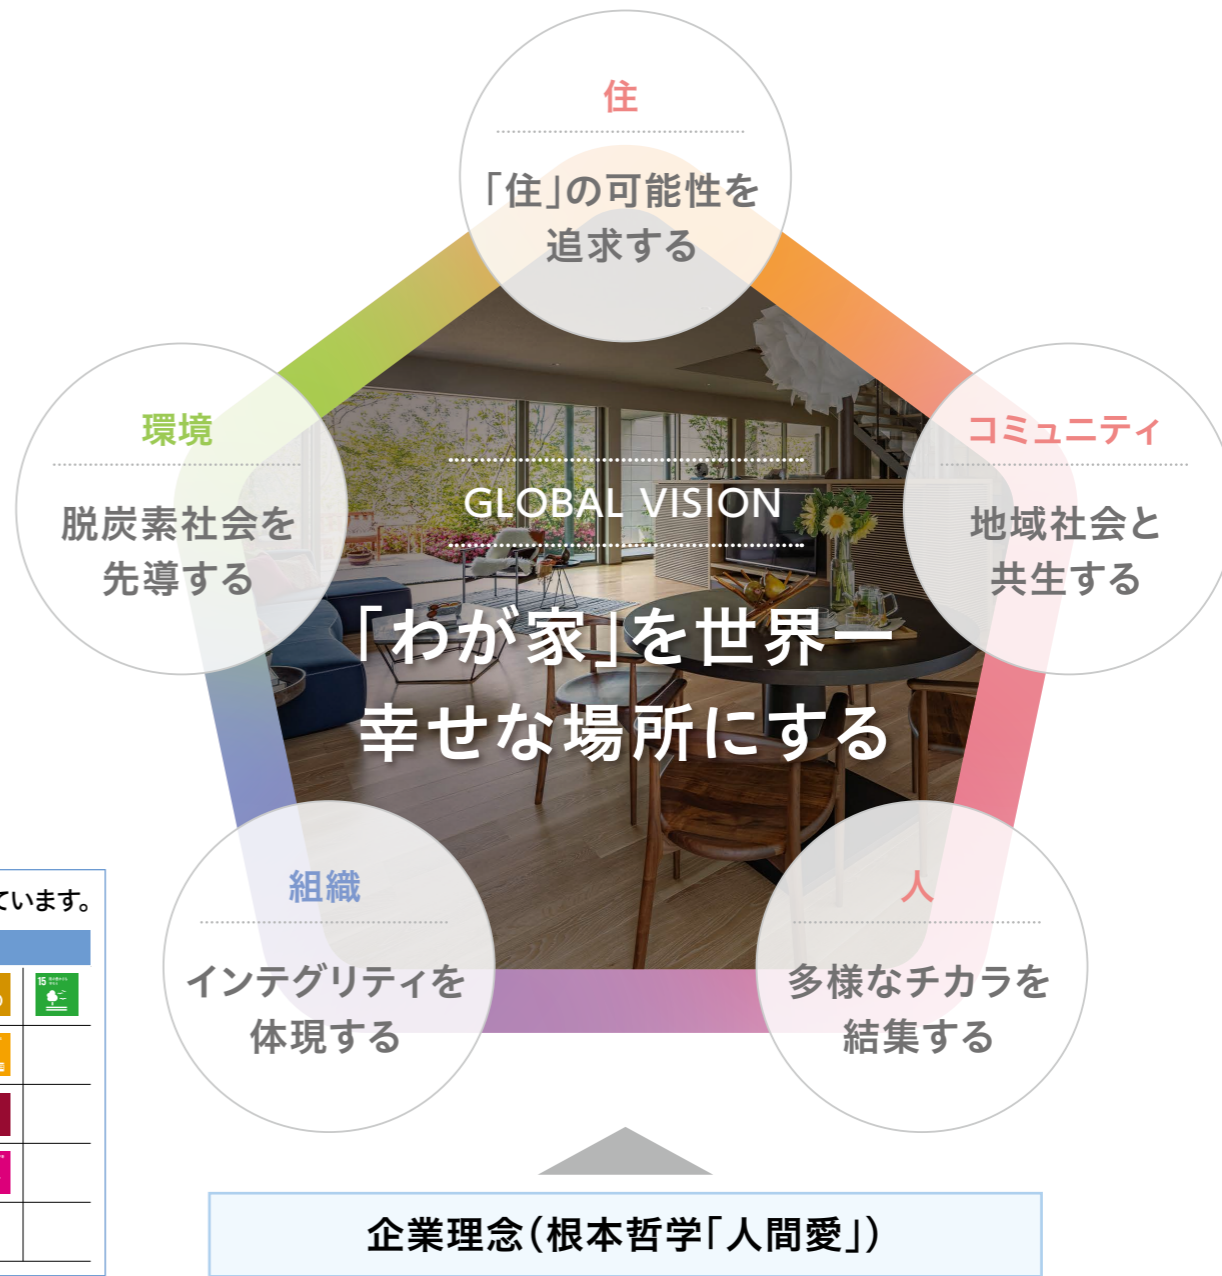 住
「住」の可能性を
追求する
環境
脱炭素社会を
先導する
コミュニティ
地域社会と
共生する
GLOBAL VISION
「わが家」を世界一
幸せな場所にする
組織
インテグリティを
体現する
人
多様なチカラを
結集する
ています。
15
企業理念(根本哲学「人間愛」)